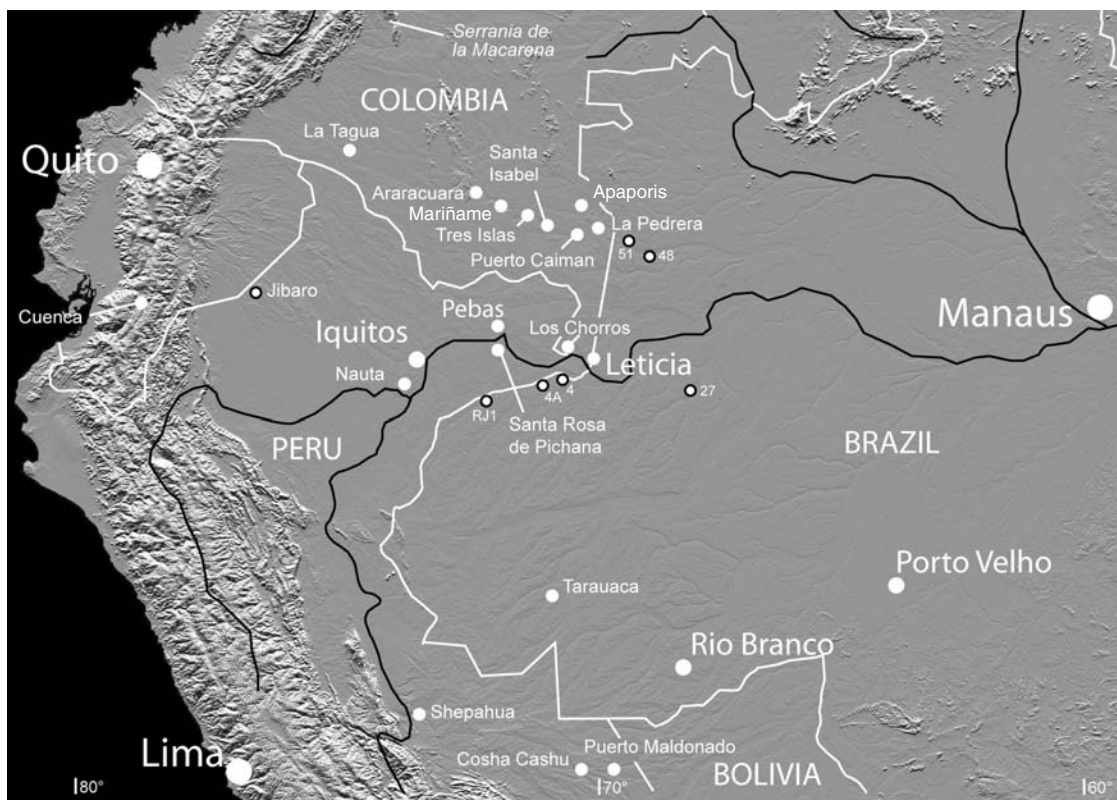 Serranía de
la Macarena
COLOMBIA
La Tagua
Quito
Santa
Isabel
Araracuara
Apaporis
Mariñame
Tres Islas
La Pedrera
Puerto Caiman
51
48
Jibaro
Cuenca
Pebas
Manaus
Iquitos
Los Chorros
Leticia
Nauta
4A
4
27
RJ1
Santa Rosa
de Pichana
PERU
BRAZIL
Tarauaca
Porto Velho
Rio Branco
Shepahua
Lima
Cosha Cashu
Puerto Maldonado
BOLIVIA
80°
70°
60°